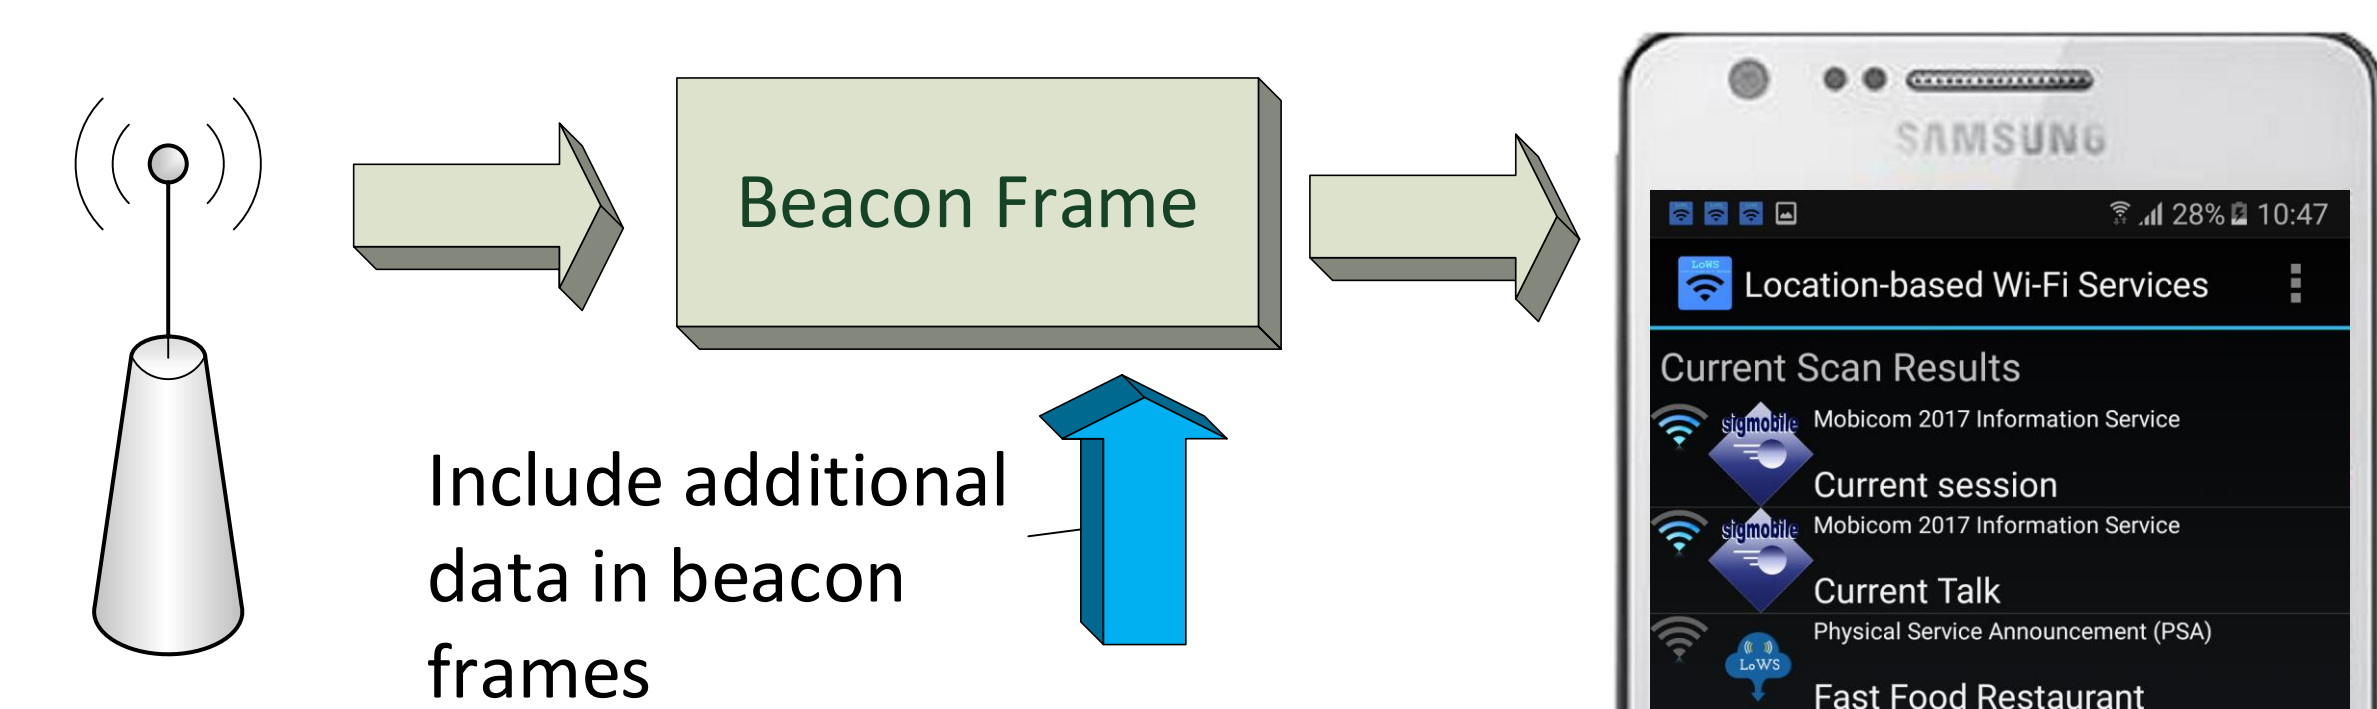 Beacon Frame
Include additional
data in beacon
frames
SAMSUNG
28% 10:47
LoWS
Location-based Wi-Fi Services
Current Scan Results
sigmobile
Mobicom 2017 Information Service
Current session
sigmobile
Mobicom 2017 Information Service
Current Talk
Physical Service Announcement (PSA)
LoWS
Fast Food Restaurant